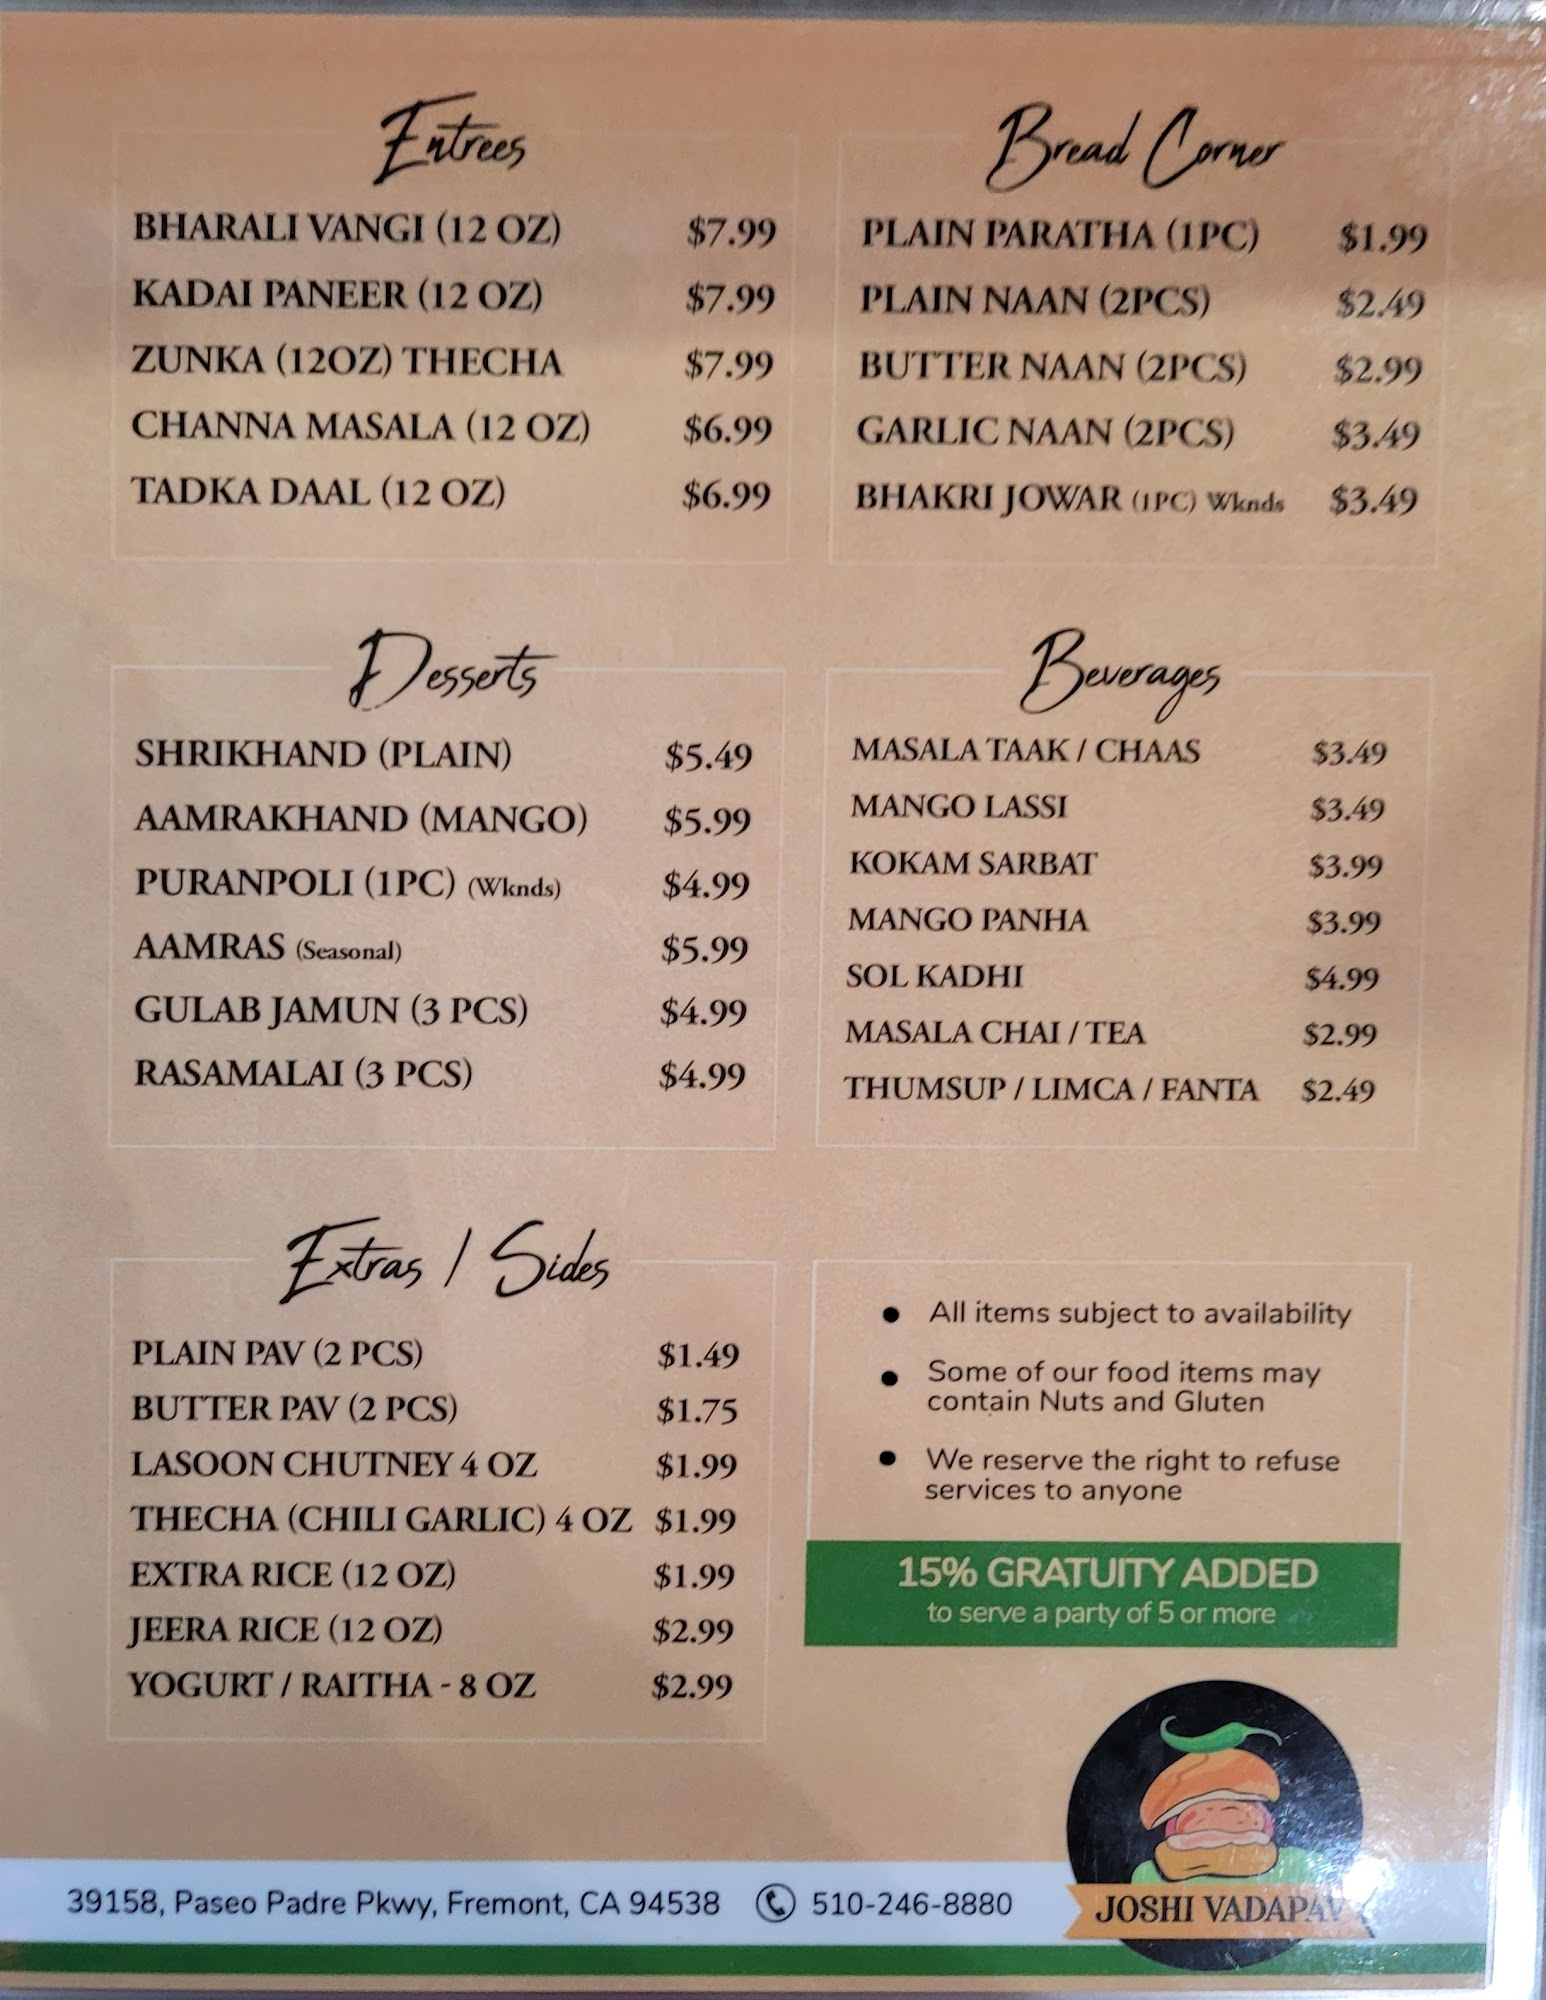 Entrees
BHARALI VANGI (12 OZ) $7.99
KADAI PANEER (12 OZ) $7.99
ZUNKA (12OZ) THECHA $7.99
CHANNA MASALA (12 OZ) $6.99
TADKA DAAL (12 OZ) $6.99
Bread Corner
PLAIN PARATHA (1PC) $1.99
PLAIN NAAN (2PCS) $2.49
BUTTER NAAN (2PCS) $2.99
GARLIC NAAN (2PCS) $3.49
BHAKRI JOWAR (1PC) Wknds $3.49
Desserts
SHRIKHAND (PLAIN) $5.49
AAMRAKHAND (MANGO) $5.99
PURANPOLI (1PC) (Wknds) $4.99
AAMRAS (Seasonal) $5.99
GULAB JAMUN (3 PCS) $4.99
RASAMALAI (3 PCS) $4.99
Beverages
MASALA TAAK / CHAAS $3.49
MANGO LASSI $3.49
KOKAM SARBAT $3.99
MANGO PANHA $3.99
SOL KADHI $4.99
MASALA CHAI / TEA $2.99
THUMSUP / LIMCA / FANTA $2.49
Extras / Sides
PLAIN PAV (2 PCS) $1.49
BUTTER PAV (2 PCS) $1.75
LASOON CHUTNEY 4 OZ $1.99
THECHA (CHILI GARLIC) 4 OZ $1.99
EXTRA RICE (12 OZ) $1.99
JEERA RICE (12 OZ) $2.99
YOGURT / RAITHA - 8 OZ $2.99
● All items subject to availability
● Some of our food items may
contain Nuts and Gluten
● We reserve the right to refuse
services to anyone
15% GRATUITY ADDED
to serve a party of 5 or more
39158, Paseo Padre Pkwy, Fremont, CA 94538 510-246-8880
JOSHI VADAPAV